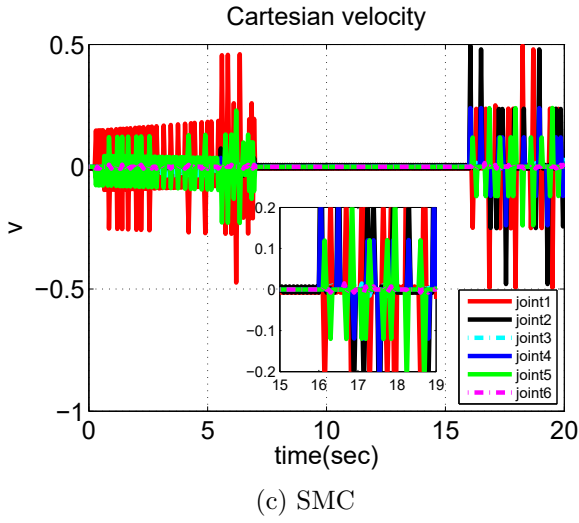 Cartesian velocity
0.5
0
-0.5
-1
v
0.2
0.1
0
-0.1
-0.2
15 16 17 18 19
joint1
joint2
joint3
joint4
joint5
joint6
0 5 10 15 20
time(sec)
(c) SMC